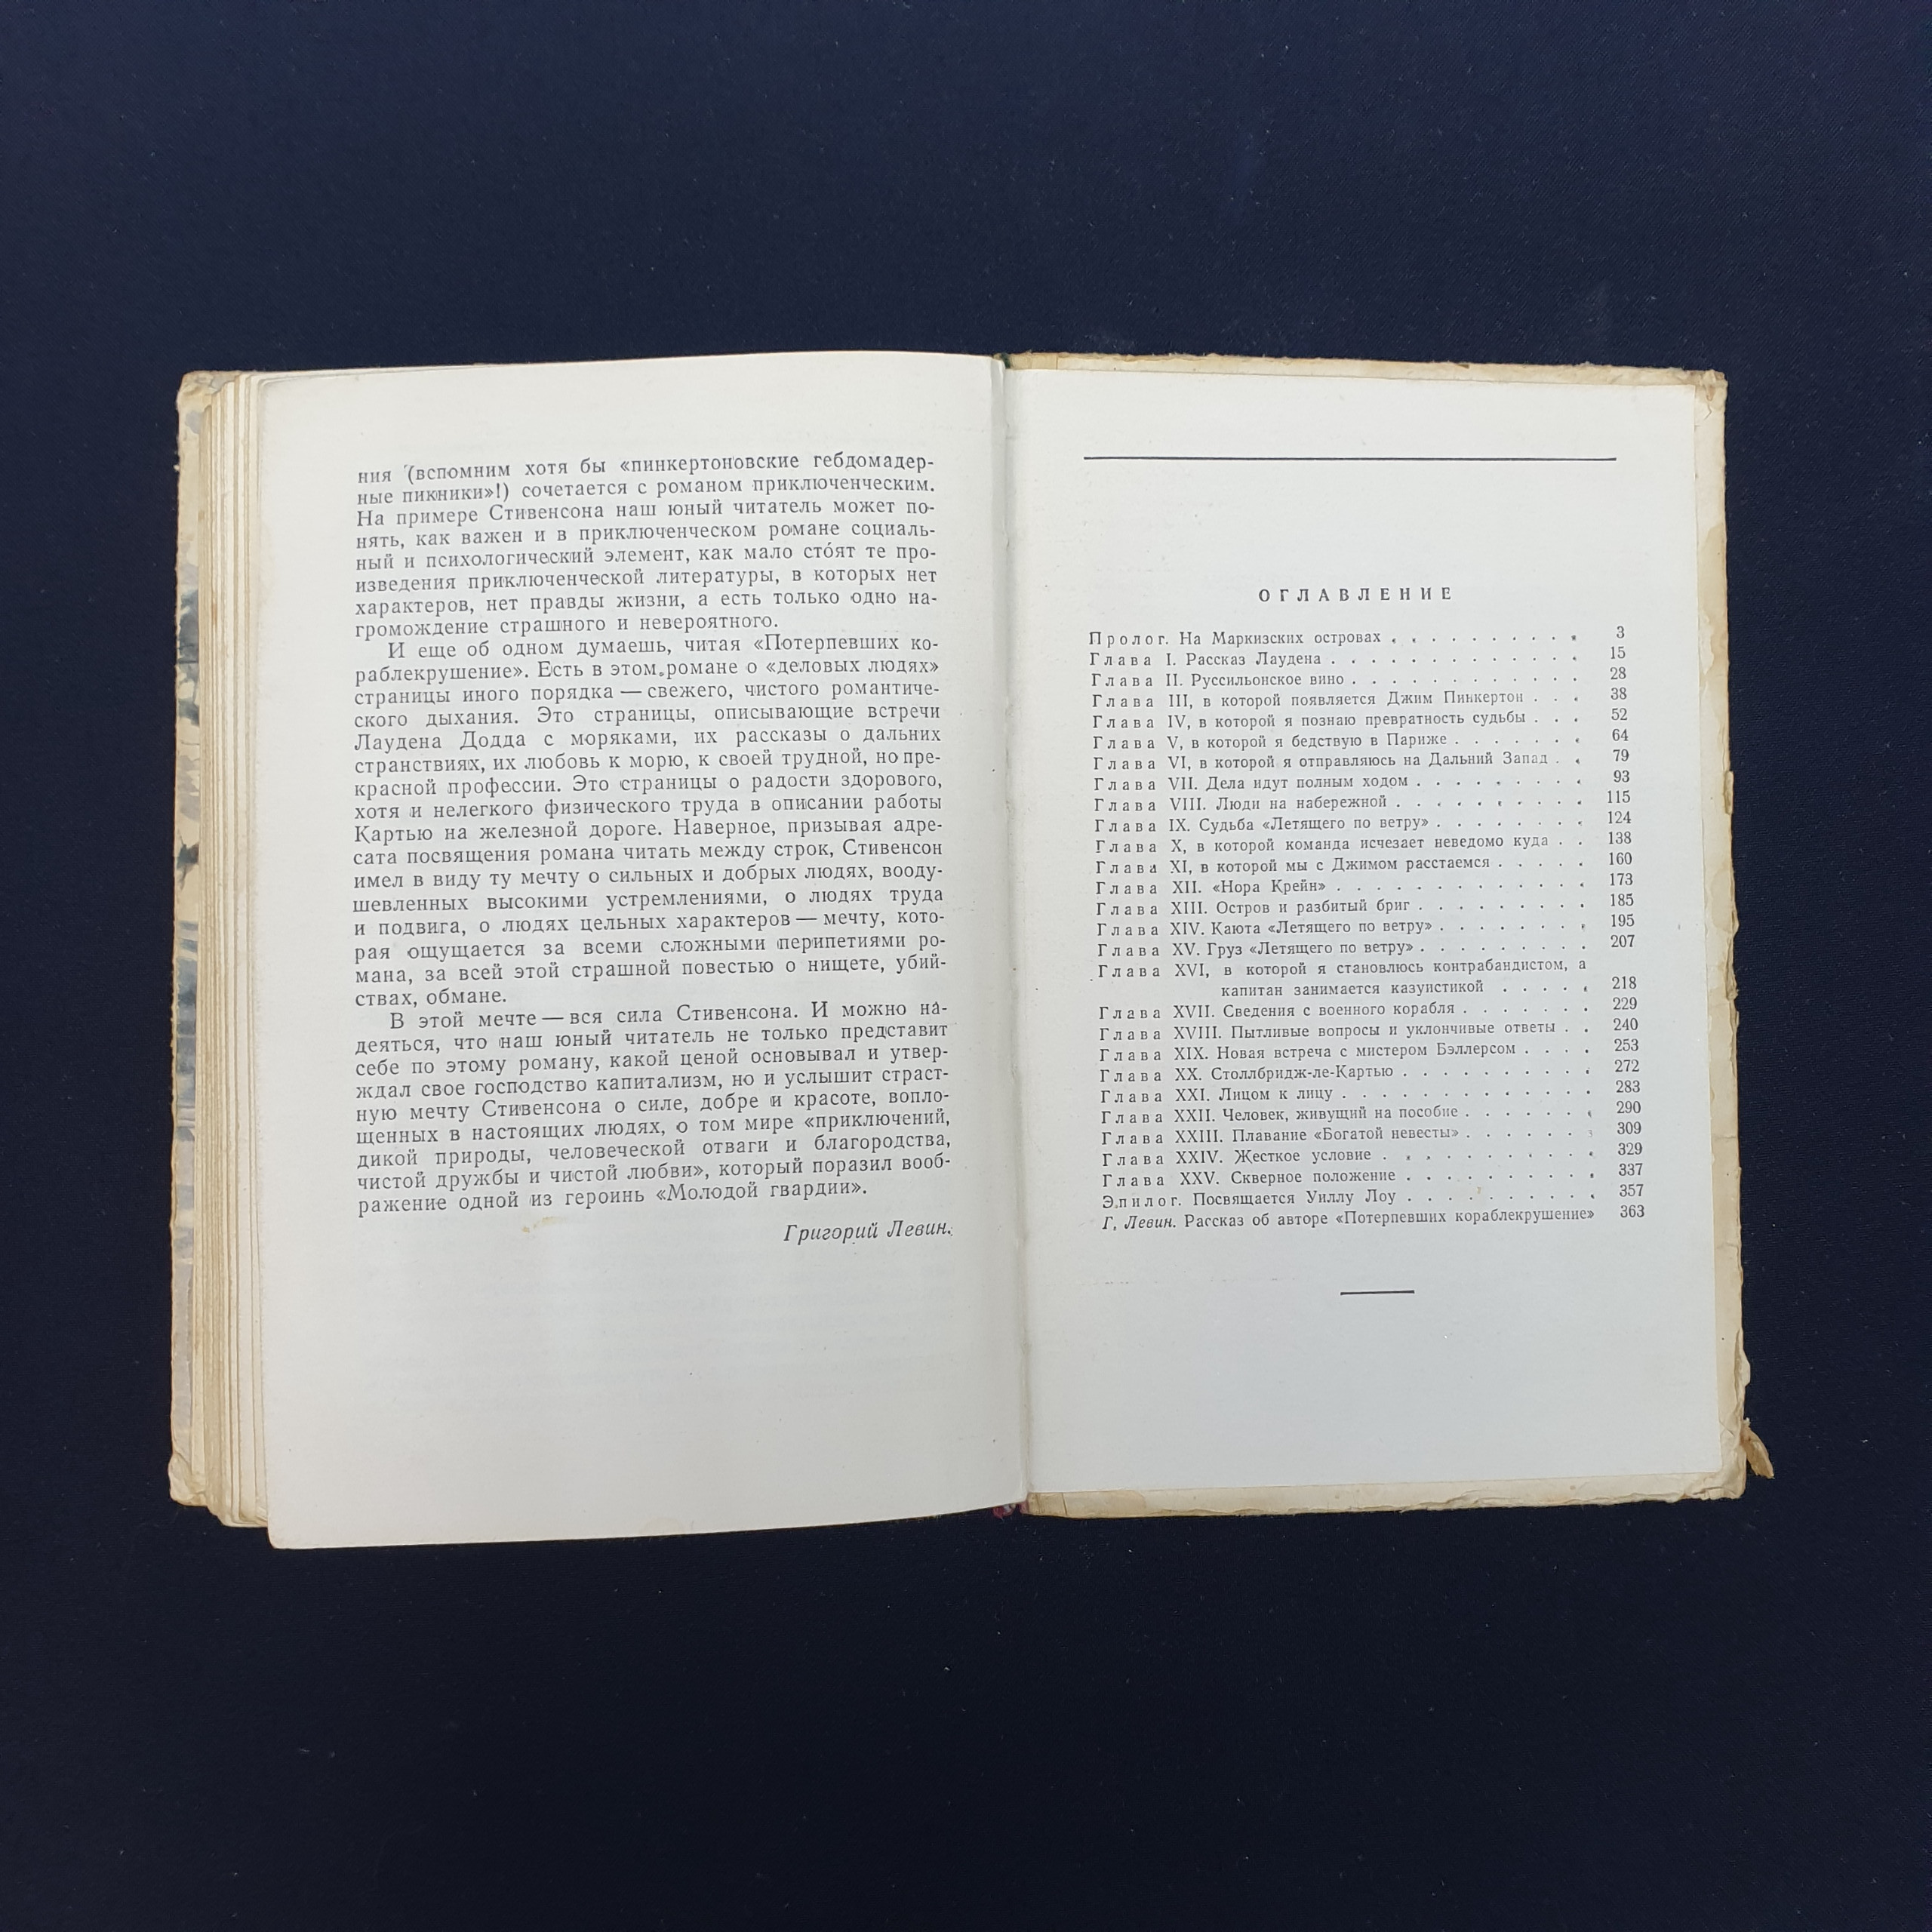 ния (вспомним хотя бы «пинкертоновские гебдомадер-
ные пикники»!) сочетается с романом приключенческим.
На примере Стивенсона наш юный читатель может по-
нять, как важен и в приключенческом романе социаль-
ный и психологический элемент, как мало сто́ят те про-
изведения приключенческой литературы, в которых нет
характеров, нет правды жизни, а есть только одно на-
громождение страшного и невероятного.
И еще об одном думаешь, читая «Потерпевших ко-
раблекрушение». Есть в этом романе о «деловых людях»
страницы иного порядка — свежего, чистого романтиче-
ского дыхания. Это страницы, описывающие встречи
Лаудена Додда с моряками, их рассказы о дальних
странствиях, их любовь к морю, к своей трудной, но пре-
красной профессии. Это страницы о радости здорового,
хотя и нелегкого физического труда в описании работы
Картью на железной дороге. Наверное, призывая адре-
сата посвящения романа читать между строк, Стивенсон
имел в виду ту мечту о сильных и добрых людях, вооду-
шевленных высокими устремлениями, о людях труда
и подвига, о людях цельных характеров — мечту, кото-
рая ощущается за всеми сложными перипетиями ро-
мана, за всей этой страшной повестью о нищете, убий-
ствах, обмане.
В этой мечте — вся сила Стивенсона. И можно на-
деяться, что наш юный читатель не только представит
себе по этому роману, какой ценой основывал и утвер-
ждал свое господство капитализм, но и услышит страст-
ную мечту Стивенсона о силе, добре и красоте, вопло-
щенных в настоящих людях, о том мире «приключений,
дикой природы, человеческой отваги и благородства,
чистой дружбы и чистой любви», который поразил вооб-
ражение одной из героинь «Молодой гвардии».
Григорий Левин.
ОГЛАВЛЕНИЕ
Пролог. На Маркизских островах . . . . . . . . . . 3
Глава I. Рассказ Лаудена . . . . . . . . . . . . . 15
Глава II. Руссильонское вино . . . . . . . . . . . . 28
Глава III, в которой появляется Джим Пинкертон . . . 38
Глава IV, в которой я познаю превратность судьбы . . . 52
Глава V, в которой я бедствую в Париже . . . . . . . 64
Глава VI, в которой я отправляюсь на Дальний Запад . . 79
Глава VII. Дела идут полным ходом . . . . . . . . . 93
Глава VIII. Люди на набережной . . . . . . . . . . 115
Глава IX. Судьба «Летящего по ветру» . . . . . . . . 124
Глава X, в которой команда исчезает неведомо куда . . 138
Глава XI, в которой мы с Джимом расстаемся . . . . . 160
Глава XII. «Нора Крейн» . . . . . . . . . . . . . 173
Глава XIII. Остров и разбитый бриг . . . . . . . . . 185
Глава XIV. Каюта «Летящего по ветру» . . . . . . . . 195
Глава XV. Груз «Летящего по ветру» . . . . . . . . . 207
Глава XVI, в которой я становлюсь контрабандистом, а
капитан занимается казуистикой . . . . . 218
Глава XVII. Сведения с военного корабля . . . . . . . 229
Глава XVIII. Пытливые вопросы и уклончивые ответы . . 240
Глава XIX. Новая встреча с мистером Бэллерсом . . . . 253
Глава XX. Столлбридж-ле-Картью . . . . . . . . . . 272
Глава XXI. Лицом к лицу . . . . . . . . . . . . . 283
Глава XXII. Человек, живущий на пособие . . . . . . . 290
Глава XXIII. Плавание «Богатой невесты» . . . . . . . 309
Глава XXIV. Жесткое условие . . . . . . . . . . . 329
Глава XXV. Скверное положение . . . . . . . . . . 337
Эпилог. Посвящается Уиллу Лоу . . . . . . . . . . 357
Г. Левин. Рассказ об авторе «Потерпевших кораблекрушение» 363